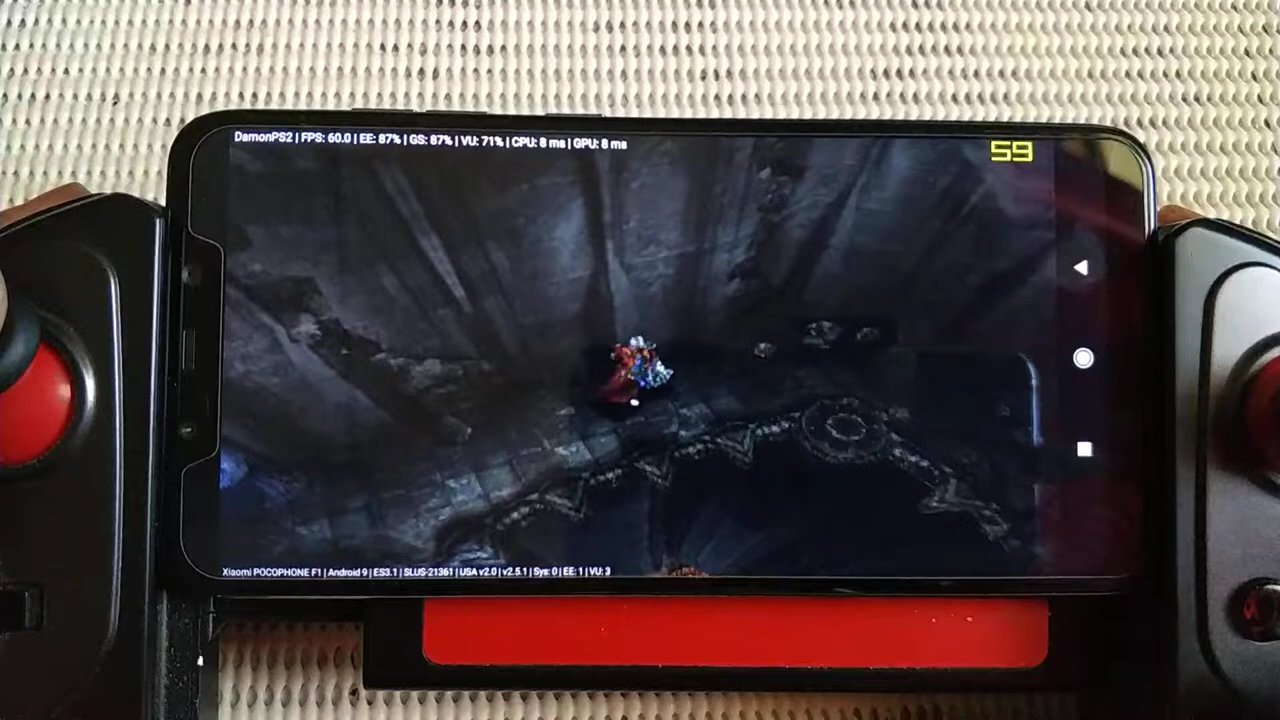 DamonPS2 | FPS: 60.0 | EE: 87% | GS: 87% | VU: 71% | CPU: 8 ms | GPU: 8 ms
59
Xiaomi POCOPHONE F1 | Android 9 | ES3.1 | SLUS-21361 | USA v2.0 | v2.5.1 | Sys: 0 | EE: 1 | VU: 3